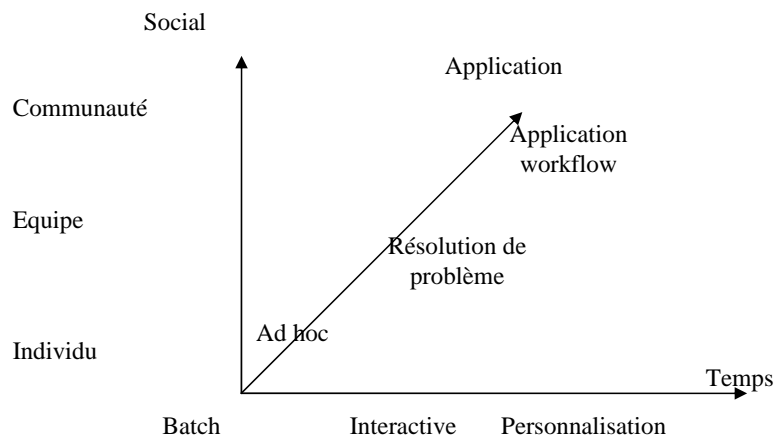 Social
Application
Communauté
Application
workflow
Equipe
Résolution de
problème
Ad hoc
Individu
Temps
Batch Interactive Personnalisation